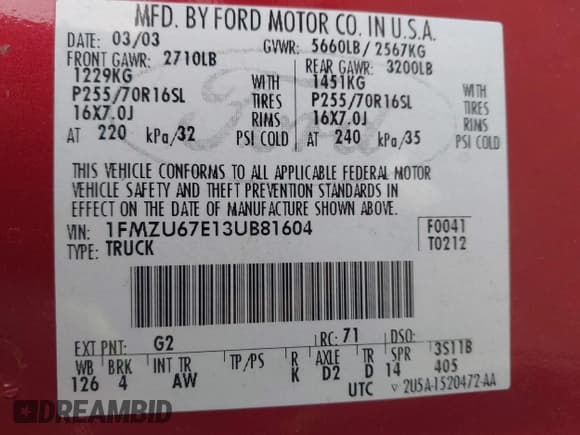 MFD. BY FORD MOTOR CO. IN U.S.A.
DATE: 03/03 GVWR: 5660LB/ 2567KG
FRONT GAWR: 2710LB REAR GAWR: 3200LB
1229KG WITH 1451KG WITH
P255/70R16SL TIRES P255/70R16SL TIRES
16X7.0J RIMS 16X7.0J RIMS
AT 220 kPa/32 PSI COLD AT 240 kPa/35 PSI COLD
THIS VEHICLE CONFORMS TO ALL APPLICABLE FEDERAL MOTOR
VEHICLE SAFETY AND THEFT PREVENTION STANDARDS IN
EFFECT ON THE DATE OF MANUFACTURE SHOWN ABOVE.
VIN: 1FMZU67E13UB81604 F0041
TYPE: TRUCK T0212
EXT PNT: G2 RC: 71 DSO:
WB BRK INT TR TP/PS R AXLE TR SPR 3S11B
126 4 AW K D2 D 14 405
UTC 2U5A-1520472-AA
Ford
DREAMBID